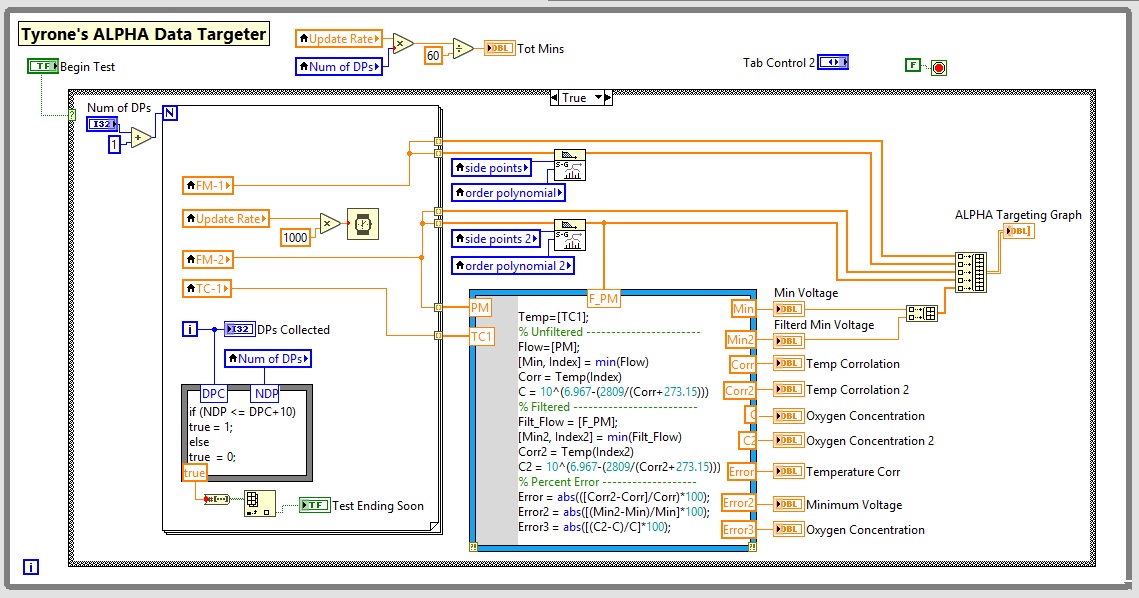 Tyrone's ALPHA Data Targeter
Update Rate
Num of DPs
×
60
÷
DBL
Tot Mins
TF
Begin Test
Tab Control 2
F
True
?
Num of DPs
I32
1
+
N
FM-1
Update Rate
1000
×
FM-2
TC-1
i
I32
DPs Collected
Num of DPs
DPC
NDP
if (NDP <= DPC+10)
true = 1;
else
true = 0;
true
#[...]
TF
Test Ending Soon
side points
S-G
order polynomial
side points 2
S-G
order polynomial 2
ALPHA Targeting Graph
DBL]
PM
TC1
F_PM
Temp=[TC1];
% Unfiltered -----------------------
Flow=[PM];
[Min, Index] = min(Flow)
Corr = Temp(Index)
C = 10^(6.967-(2809/(Corr+273.15)))
% Filtered -------------------------
Filt_Flow = [F_PM];
[Min2, Index2] = min(Filt_Flow)
Corr2 = Temp(Index2)
C2 = 10^(6.967-(2809/(Corr2+273.15)))
% Percent Error -------------------
Error = abs(([Corr2-Corr)/Corr)*100);
Error2 = abs([(Min2-Min)/Min]*100);
Error3 = abs([(C2-C)/C]*100);
Min
Min2
Corr
Corr2
C
C2
Error
Error2
Error3
Min Voltage
DBL
Filterd Min Voltage
DBL
DBL
Temp Corrolation
DBL
Temp Corrolation 2
DBL
Oxygen Concentration
DBL
Oxygen Concentration 2
DBL
Temperature Corr
DBL
Minimum Voltage
DBL
Oxygen Concentration
i